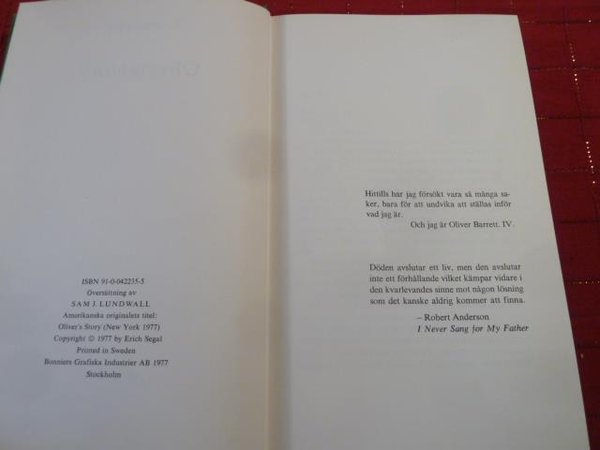 ISBN 91-0-042235-5
Översättning av
SAM J. LUNDWALL
Amerikanska originalets titel:
Oliver's Story (New York 1977)
Copyright © 1977 by Erich Segal
Printed in Sweden
Bonniers Grafiska Industrier AB 1977
Stockholm
Hittills har jag försökt vara så många sa-
ker, bara för att undvika att ställas inför
vad jag är.
Och jag är Oliver Barrett. IV.
Döden avslutar ett liv, men den avslutar
inte ett förhållande vilket kämpar vidare i
den kvarlevandes sinne mot någon lösning
som det kanske aldrig kommer att finna.
– Robert Anderson
I Never Sang for My Father